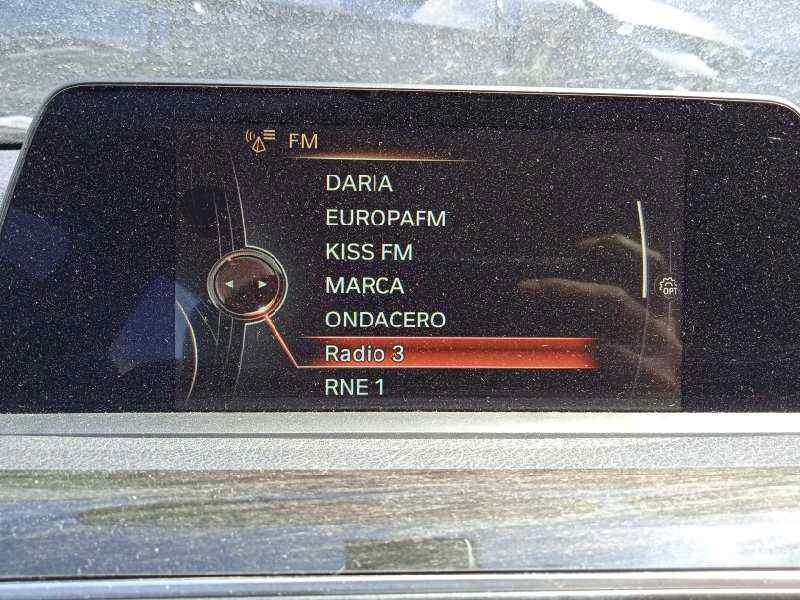 FM
DARIA
EUROPAFM
KISS FM
MARCA
ONDACERO
Radio 3
RNE 1
OPT